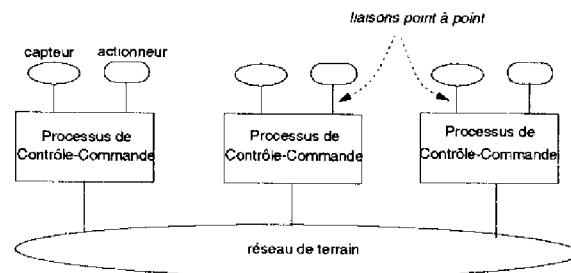 liaisons point à point
capteur
actionneur
Processus de
Contrôle-Commande
Processus de
Contrôle-Commande
Processus de
Contrôle-Commande
réseau de terrain